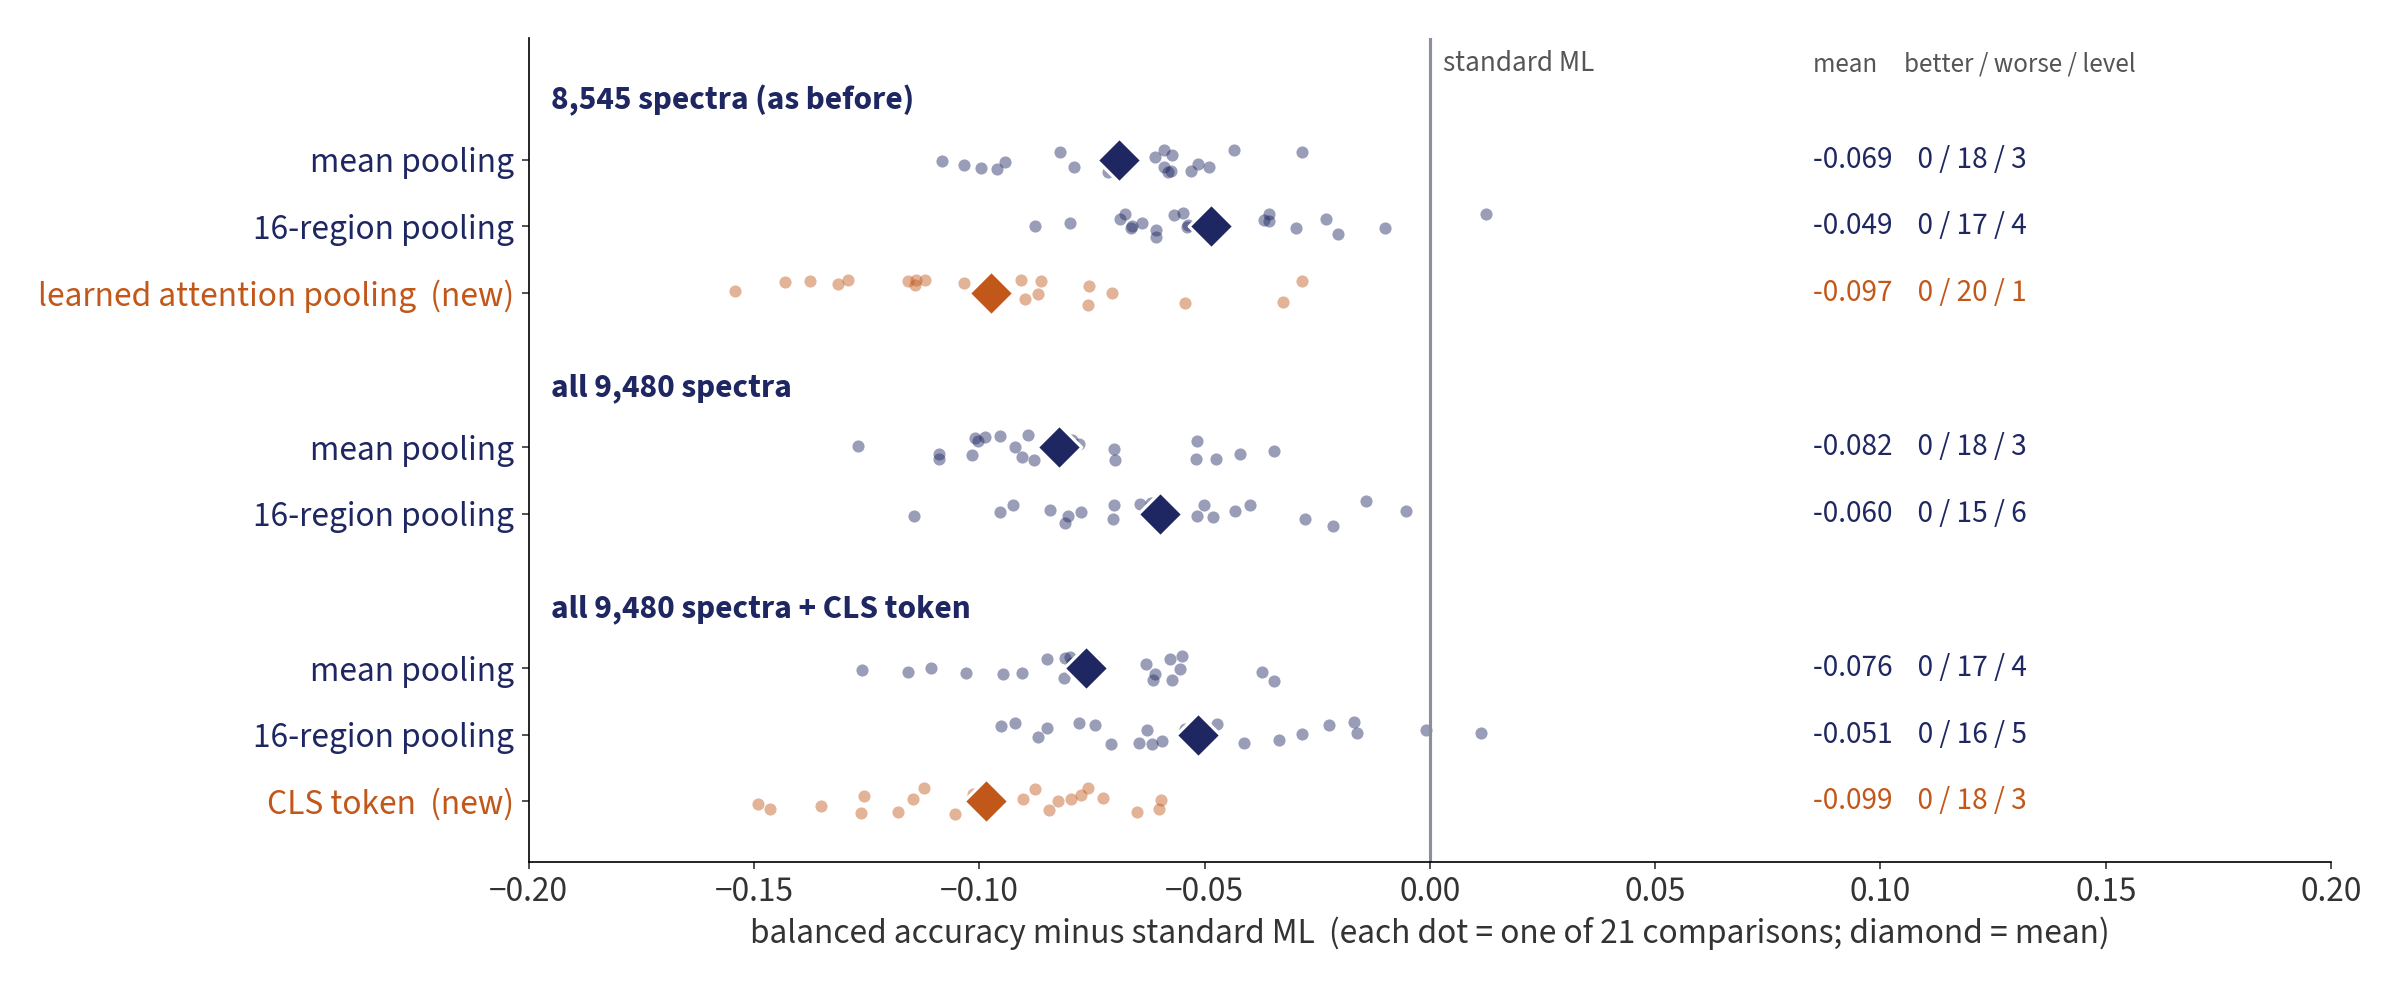 standard ML mean better / worse / level
8,545 spectra (as before)
mean pooling -0.069 0 / 18 / 3
16-region pooling -0.049 0 / 17 / 4
learned attention pooling (new) -0.097 0 / 20 / 1
all 9,480 spectra
mean pooling -0.082 0 / 18 / 3
16-region pooling -0.060 0 / 15 / 6
all 9,480 spectra + CLS token
mean pooling -0.076 0 / 17 / 4
16-region pooling -0.051 0 / 16 / 5
CLS token (new) -0.099 0 / 18 / 3
−0.20 −0.15 −0.10 −0.05 0.00 0.05 0.10 0.15 0.20
balanced accuracy minus standard ML (each dot = one of 21 comparisons; diamond = mean)